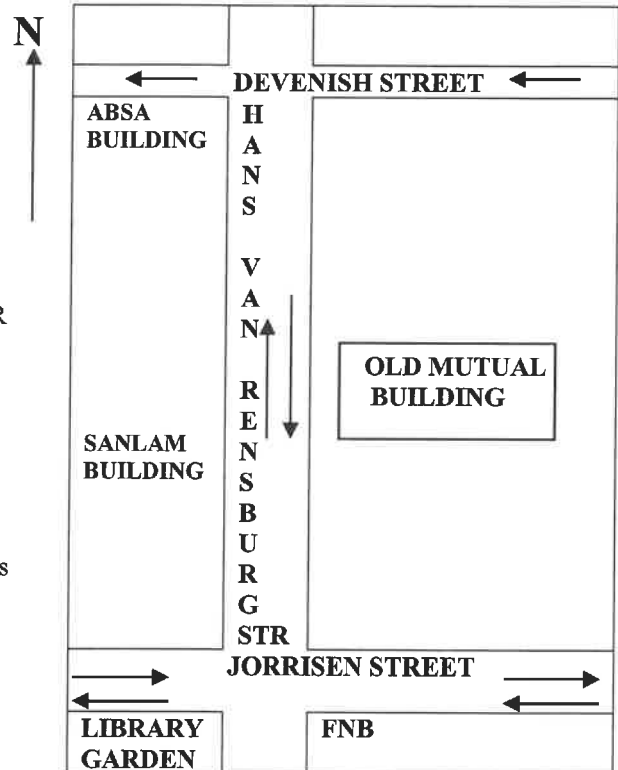 N
DEVENISH STREET
ABSA
BUILDING
HANS VAN RENSBURG
STR
R
OLD MUTUAL
BUILDING
SANLAM
BUILDING
s
JORRISEN STREET
LIBRARY
GARDEN
FNB